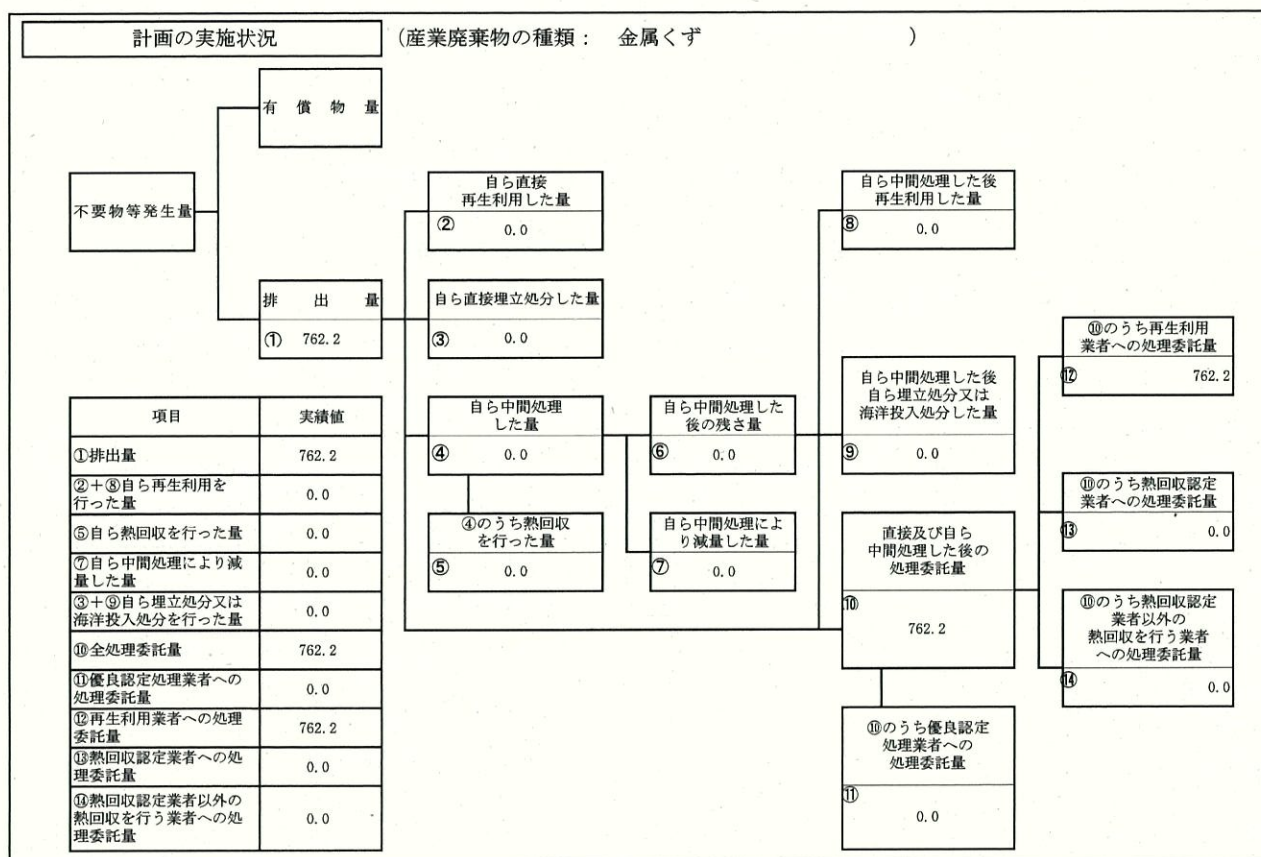 計画の実施状況
(産業廃棄物の種類： 金属くず )
有償物量
不要物等発生量
排出量
① 762.2
自ら直接
再生利用した量
② 0.0
自ら直接埋立処分した量
③ 0.0
自ら中間処理
した量
④ 0.0
④のうち熱回収
を行った量
⑤ 0.0
自ら中間処理した
後の残さ量
⑥ 0.0
自ら中間処理によ
り減量した量
⑦ 0.0
自ら中間処理した後
再生利用した量
⑧ 0.0
自ら中間処理した後
自ら埋立処分又は
海洋投入処分した量
⑨ 0.0
直接及び自ら
中間処理した後の
処理委託量
⑩
762.2
⑩のうち優良認定
処理業者への
処理委託量
⑪
0.0
⑩のうち再生利用
業者への処理委託量
⑫ 762.2
⑩のうち熱回収認定
業者への処理委託量
⑬ 0.0
⑩のうち熱回収認定
業者以外の
熱回収を行う業者
への処理委託量
⑭ 0.0
項目 実績値
①排出量 762.2
②＋⑧自ら再生利用を
行った量 0.0
⑤自ら熱回収を行った量 0.0
⑦自ら中間処理により減
量した量 0.0
③＋⑨自ら埋立処分又は
海洋投入処分を行った量 0.0
⑩全処理委託量 762.2
⑪優良認定処理業者への
処理委託量 0.0
⑫再生利用業者への処理
委託量 762.2
⑬熱回収認定業者への処
理委託量 0.0
⑭熱回収認定業者以外の
熱回収を行う業者への処
理委託量 0.0